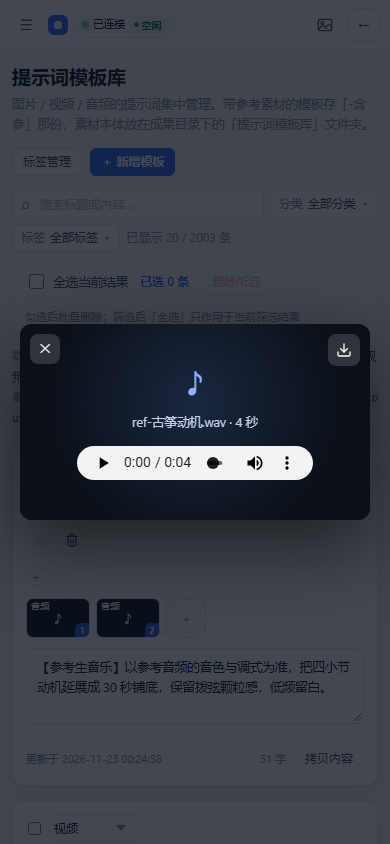 已连接 空闲
提示词模板库
图片 / 视频 / 音频的提示词集中管理。带参考素材的模板存「-含
参」那份，素材本体放在成果目录下的「提示词模板库」文件夹。
标签管理 + 新增模板
搜索标题或内容... 分类 全部分类
标签 全部标签 已显示 20 / 2003 条
全选当前结果 已选 0 条 删除所选
勾选后批量删除；筛选后「全选」只作用于当前筛选结果
ref-古筝动机.wav · 4 秒
0:00 / 0:04
+
音频 1 音频 2 +
【参考生音乐】以参考音频的音色与调式为准，把四小节
动机延展成 30 秒铺底，保留拨弦颗粒感，低频留白。
更新于 2026-11-23 00:24:58 51 字 拷贝内容
视频